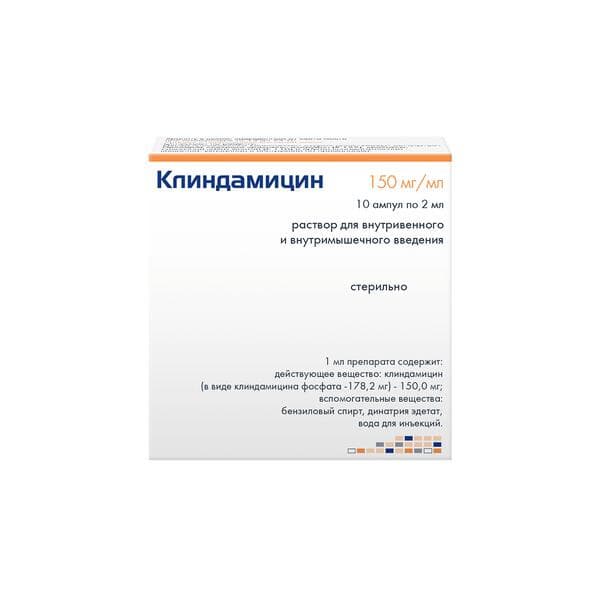 Клиндамицин 150 мг/мл
10 ампул по 2 мл
раствор для внутривенного
и внутримышечного введения
стерильно
1 мл препарата содержит:
действующее вещество: клиндамицин
(в виде клиндамицина фосфата -178,2 мг) - 150,0 мг;
вспомогательные вещества:
бензиловый спирт, динатрия эдетат,
вода для инъекций.